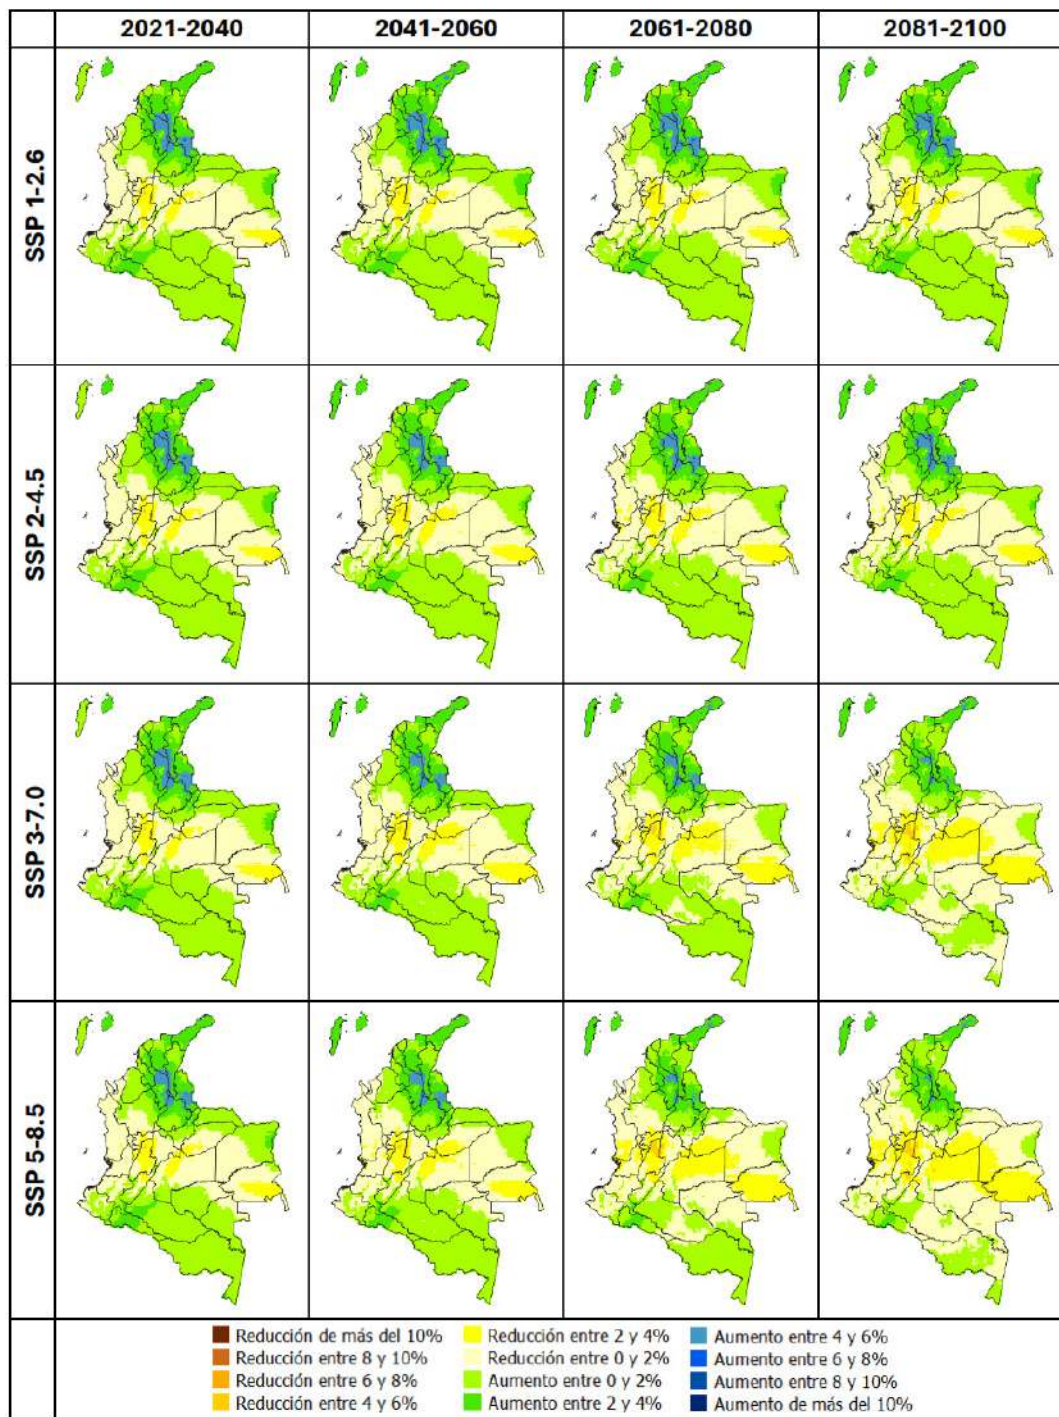 2021-2040 2041-2060 2061-2080 2081-2100
SSP 1-2.6
SSP 2-4.5
SSP 3-7.0
SSP 5-8.5
Reducción de más del 10% Reducción entre 2 y 4% Aumento entre 4 y 6%
Reducción entre 8 y 10% Reducción entre 0 y 2% Aumento entre 6 y 8%
Reducción entre 6 y 8% Aumento entre 0 y 2% Aumento entre 8 y 10%
Reducción entre 4 y 6% Aumento entre 2 y 4% Aumento de más del 10%